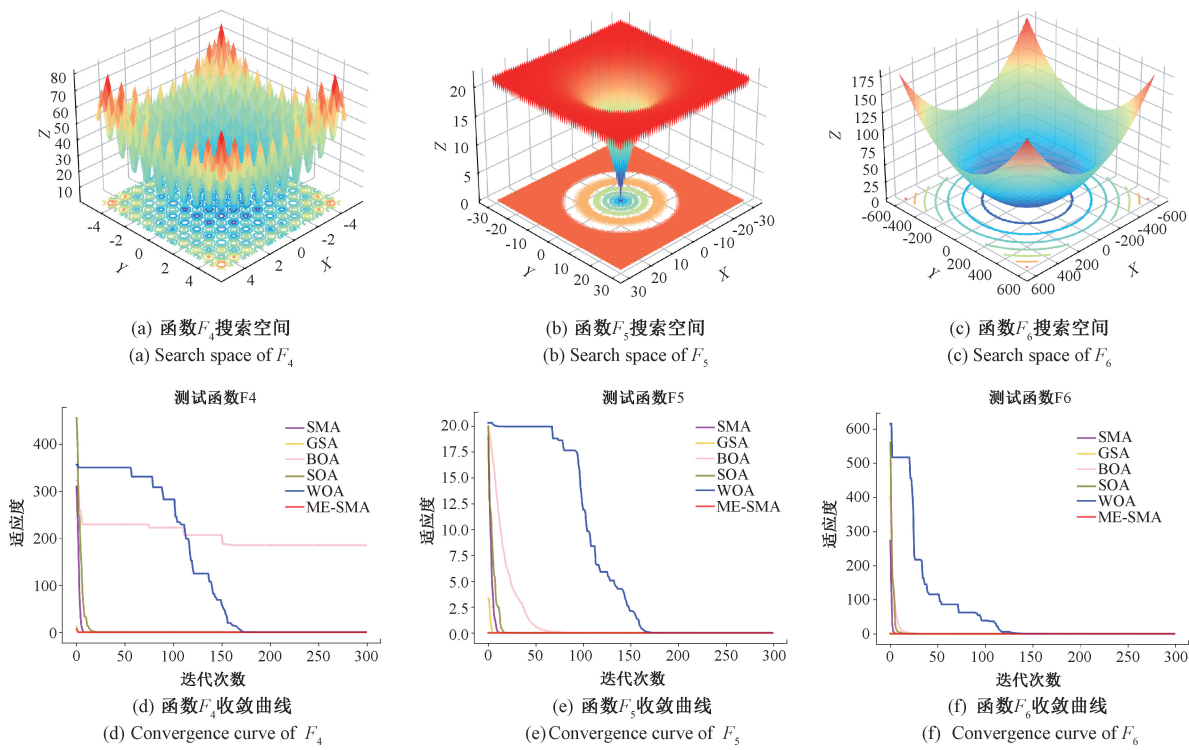 Z
80
70
60
50
40
30
20
10
-4
-2
0
2
4
Y
-4
-2
0
2
4
X
(a) 函数F4搜索空间
(a) Search space of F4
Z
20
15
10
5
0
-30
-20
-10
0
10
20
30
Y
-30
-20
-10
0
10
20
30
X
(b) 函数F5搜索空间
(b) Search space of F5
Z
175
150
125
100
75
50
25
0
-600
-400
-200
0
200
400
600
Y
-600
-400
-200
0
200
400
600
X
(c) 函数F6搜索空间
(c) Search space of F6
测试函数F4
适应度
400
300
200
100
0
SMA
GSA
BOA
SOA
WOA
ME-SMA
0 50 100 150 200 250 300
迭代次数
(d) 函数F4收敛曲线
(d) Convergence curve of F4
测试函数F5
适应度
20.0
17.5
15.0
12.5
10.0
7.5
5.0
2.5
0.0
SMA
GSA
BOA
SOA
WOA
ME-SMA
0 50 100 150 200 250 300
迭代次数
(e) 函数F5收敛曲线
(e) Convergence curve of F5
测试函数F6
适应度
600
500
400
300
200
100
0
SMA
GSA
BOA
SOA
WOA
ME-SMA
0 50 100 150 200 250 300
迭代次数
(f) 函数F6收敛曲线
(f) Convergence curve of F6